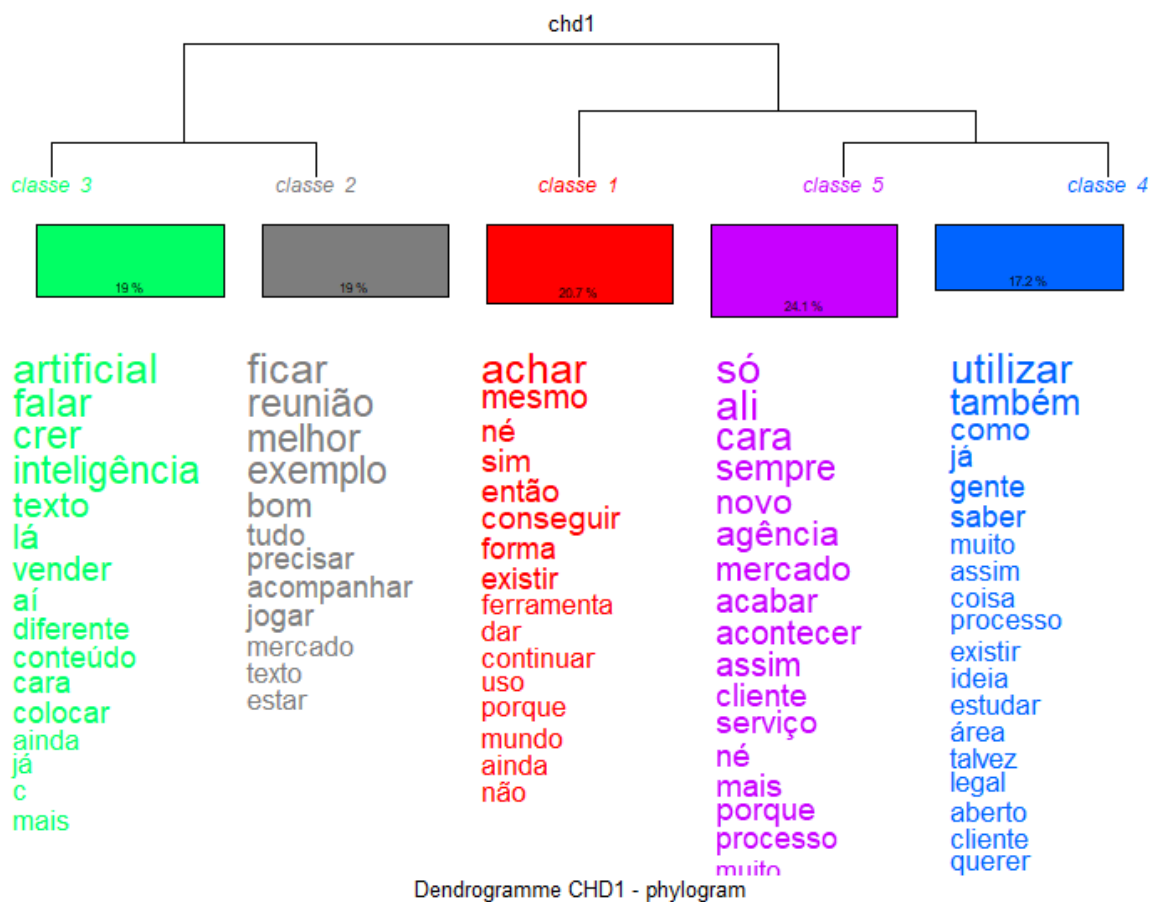 chd1
classe 3
classe 2
classe 1
classe 5
classe 4
19 %
19 %
20.7 %
24.1 %
17.2 %
artificial
falar
crer
inteligência
texto
lá
vender
aí
diferente
conteúdo
cara
colocar
ainda
já
c
mais
ficar
reunião
melhor
exemplo
bom
tudo
precisar
acompanhar
jogar
mercado
texto
estar
achar
mesmo
né
sim
então
conseguir
forma
existir
ferramenta
dar
continuar
uso
porque
mundo
ainda
não
só
ali
cara
sempre
novo
agência
mercado
acabar
acontecer
assim
cliente
serviço
né
mais
porque
processo
muito
utilizar
também
como
já
gente
saber
muito
assim
coisa
processo
existir
ideia
estudar
área
talvez
legal
aberto
cliente
querer
Dendrogramme CHD1 - phylogram